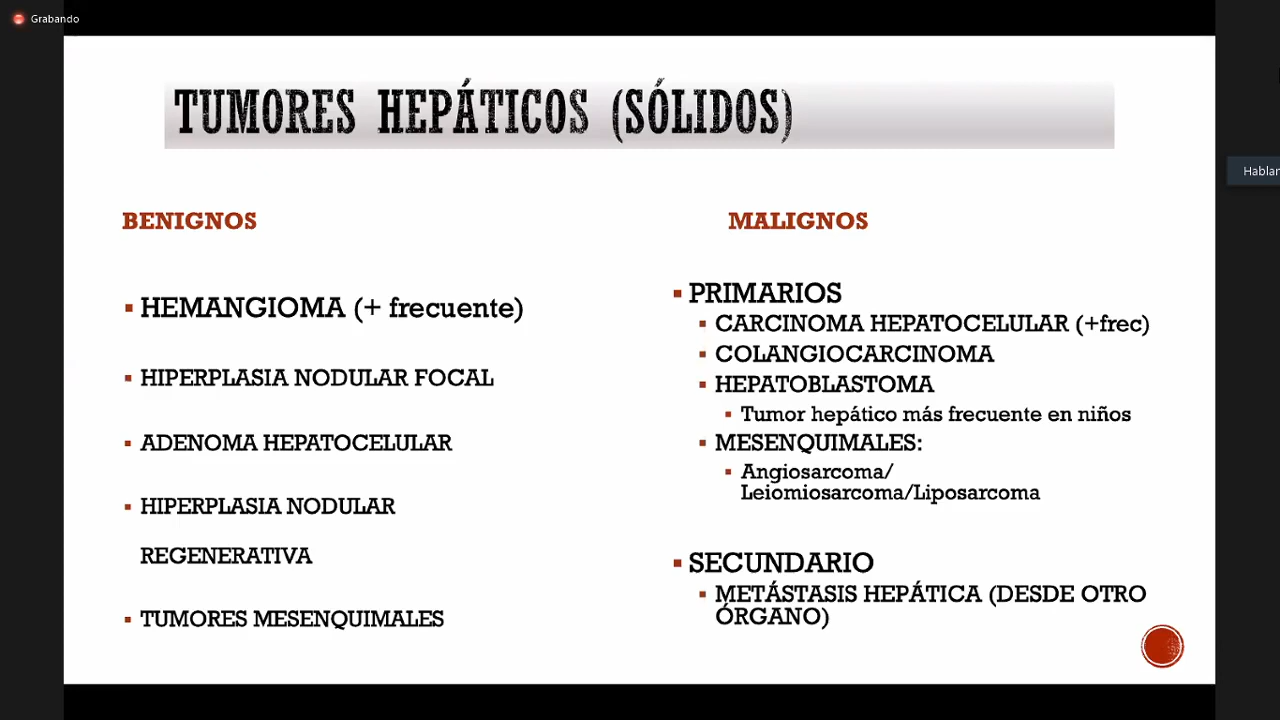 Grabando
TUMORES HEPÁTICOS (SÓLIDOS)
BENIGNOS
HEMANGIOMA (+ frecuente)
HIPERPLASIA NODULAR FOCAL
ADENOMA HEPATOCELULAR
HIPERPLASIA NODULAR
REGENERATIVA
TUMORES MESENQUIMALES
MALIGNOS
PRIMARIOS
CARCINOMA HEPATOCELULAR (+frec)
COLANGIOCARCINOMA
HEPATOBLASTOMA
Tumor hepático más frecuente en niños
MESENQUIMALES:
Angiosarcoma/
Leiomiosarcoma/Liposarcoma
SECUNDARIO
METÁSTASIS HEPÁTICA (DESDE OTRO
ÓRGANO)